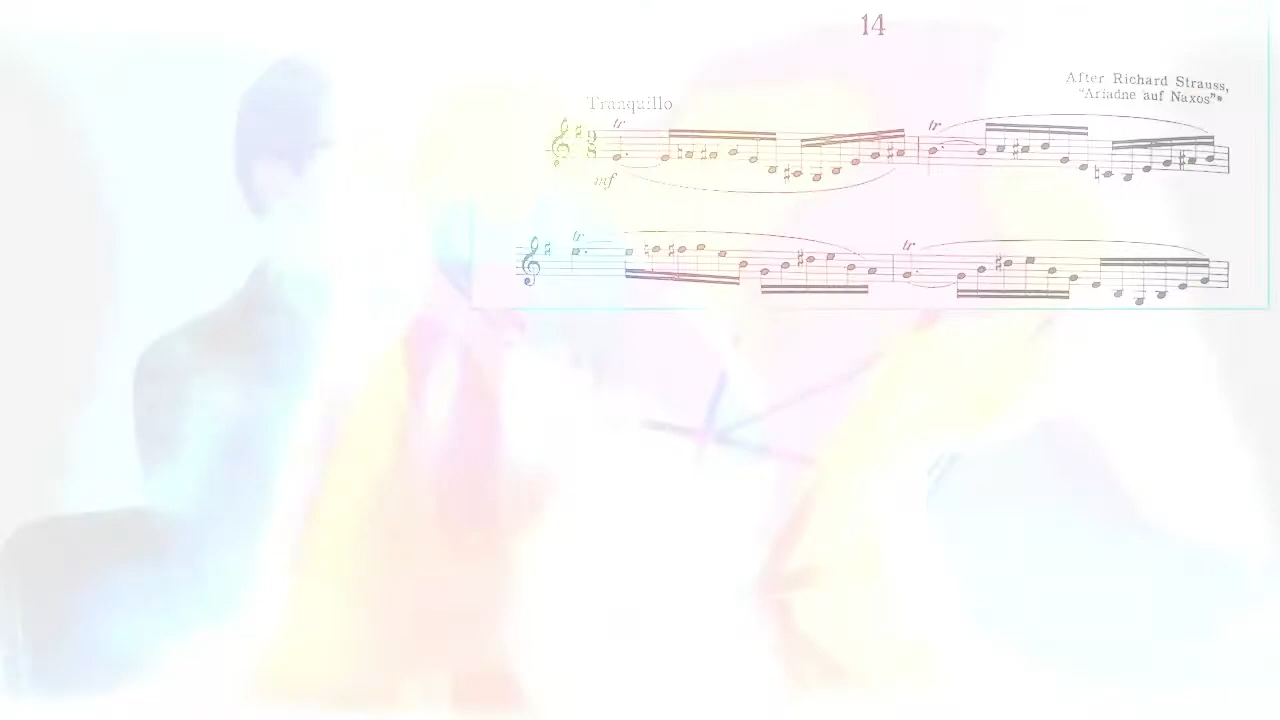 14
After Richard Strauss,
"Ariadne auf Naxos"*
Tranquillo
tr
tr
mf
tr
tr